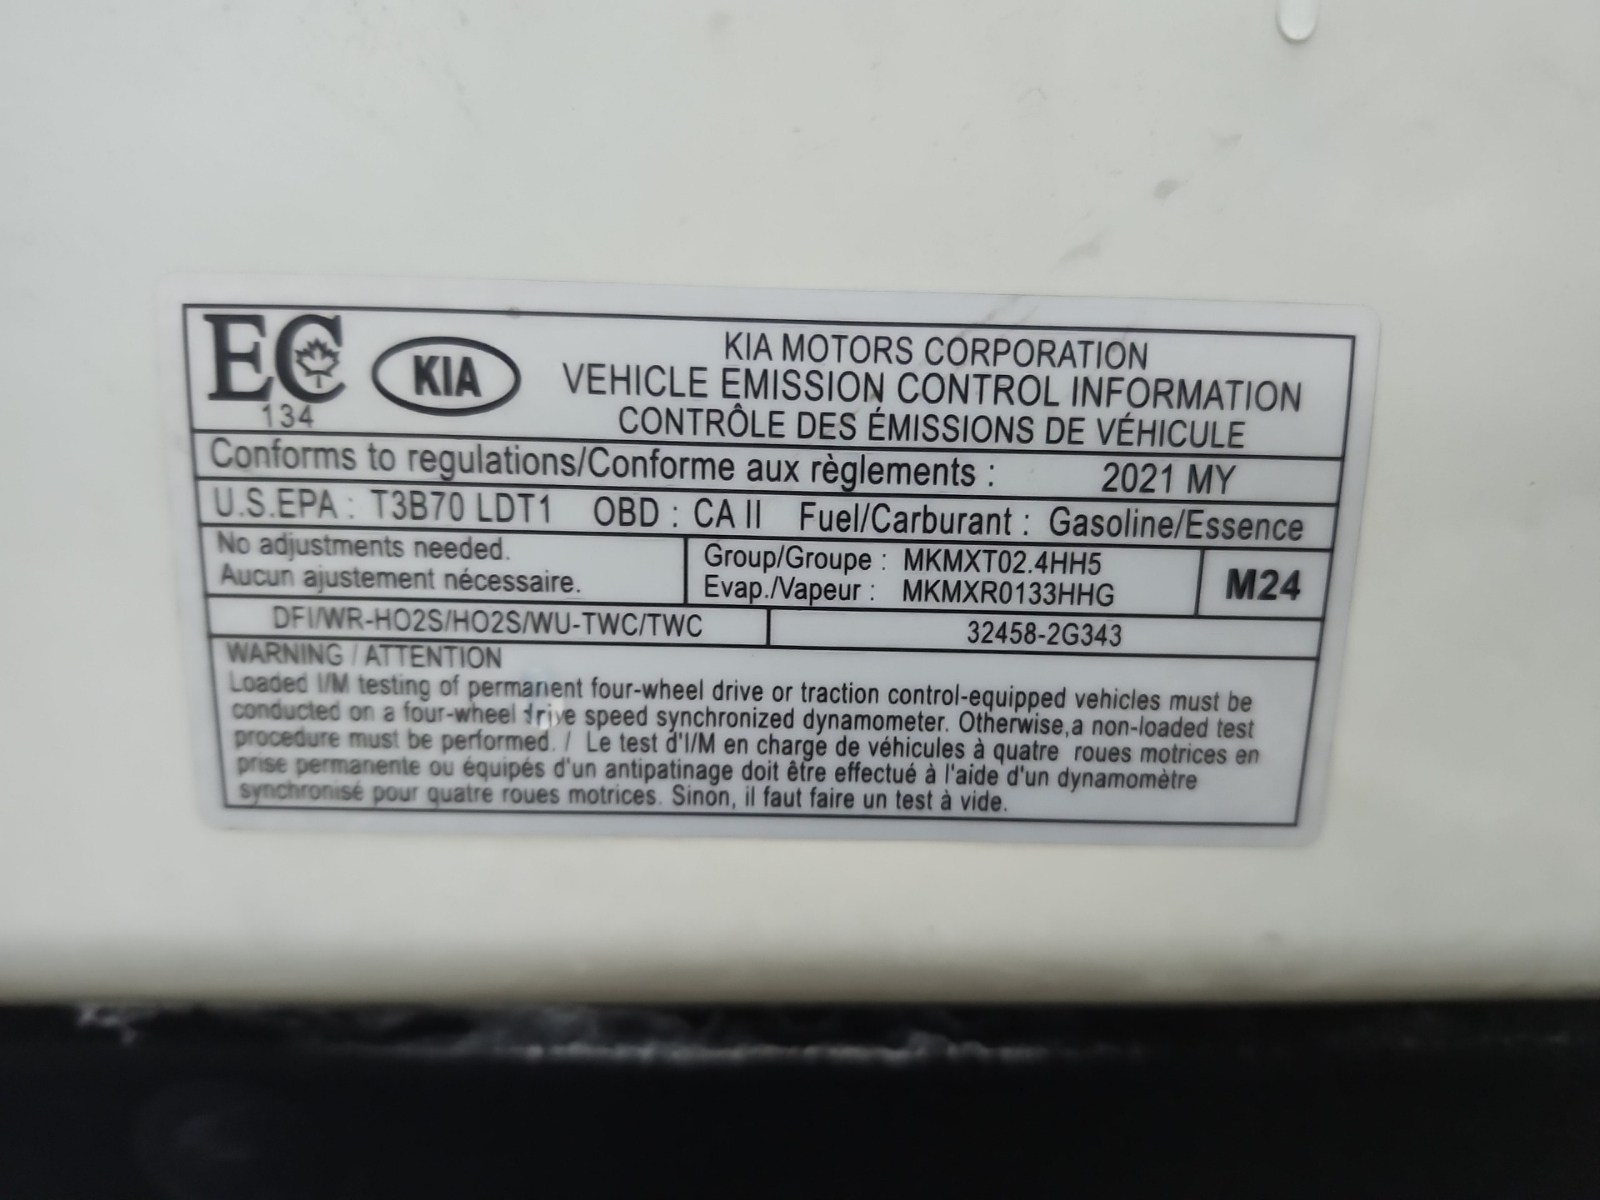 EC
134
KIA
KIA MOTORS CORPORATION
VEHICLE EMISSION CONTROL INFORMATION
CONTRÔLE DES ÉMISSIONS DE VÉHICULE
Conforms to regulations/Conforme aux règlements : 2021 MY
U.S.EPA : T3B70 LDT1 OBD : CA II Fuel/Carburant : Gasoline/Essence
No adjustments needed.
Aucun ajustement nécessaire.
Group/Groupe : MKMXT02.4HH5
Evap./Vapeur : MKMXR0133HHG
M24
DFI/WR-HO2S/HO2S/WU-TWC/TWC
32458-2G343
WARNING / ATTENTION
Loaded I/M testing of permanent four-wheel drive or traction control-equipped vehicles must be
conducted on a four-wheel drive speed synchronized dynamometer. Otherwise,a non-loaded test
procedure must be performed. / Le test d'I/M en charge de véhicules à quatre roues motrices en
prise permanente ou équipés d'un antipatinage doit être effectué à l'aide d'un dynamomètre
synchronisé pour quatre roues motrices. Sinon, il faut faire un test à vide.